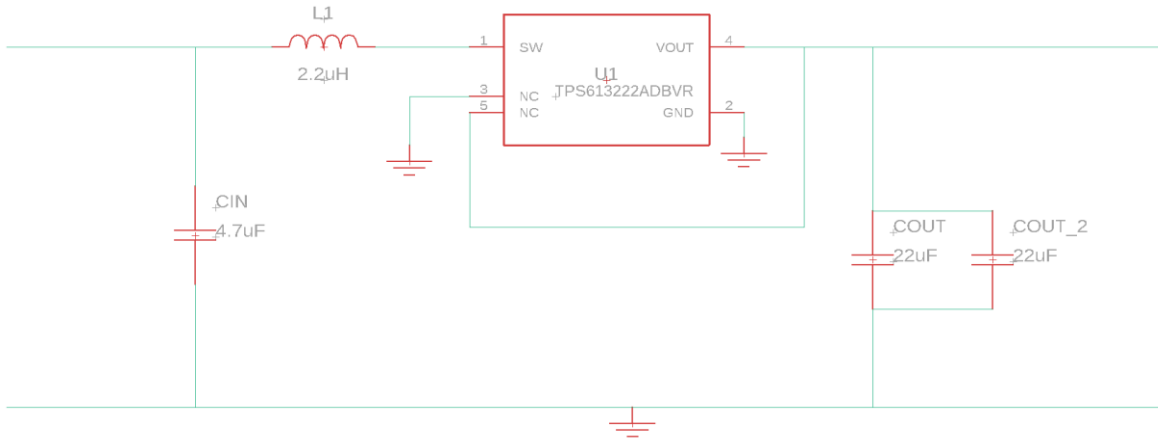 L1
2.2uH
1
SW
VOUT
4
U1
TPS613222ADBVR
3
NC
5
NC
GND
2
CIN
4.7uF
COUT
22uF
COUT_2
22uF